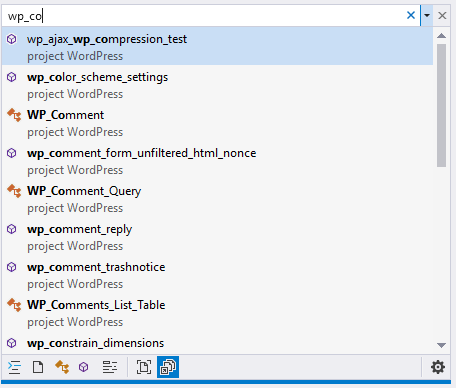 wp_co
wp_ajax_wp_compression_test
project WordPress
wp_color_scheme_settings
project WordPress
WP_Comment
project WordPress
wp_comment_form_unfiltered_html_nonce
project WordPress
WP_Comment_Query
project WordPress
wp_comment_reply
project WordPress
wp_comment_trashnotice
project WordPress
WP_Comments_List_Table
project WordPress
wp_constrain_dimensions